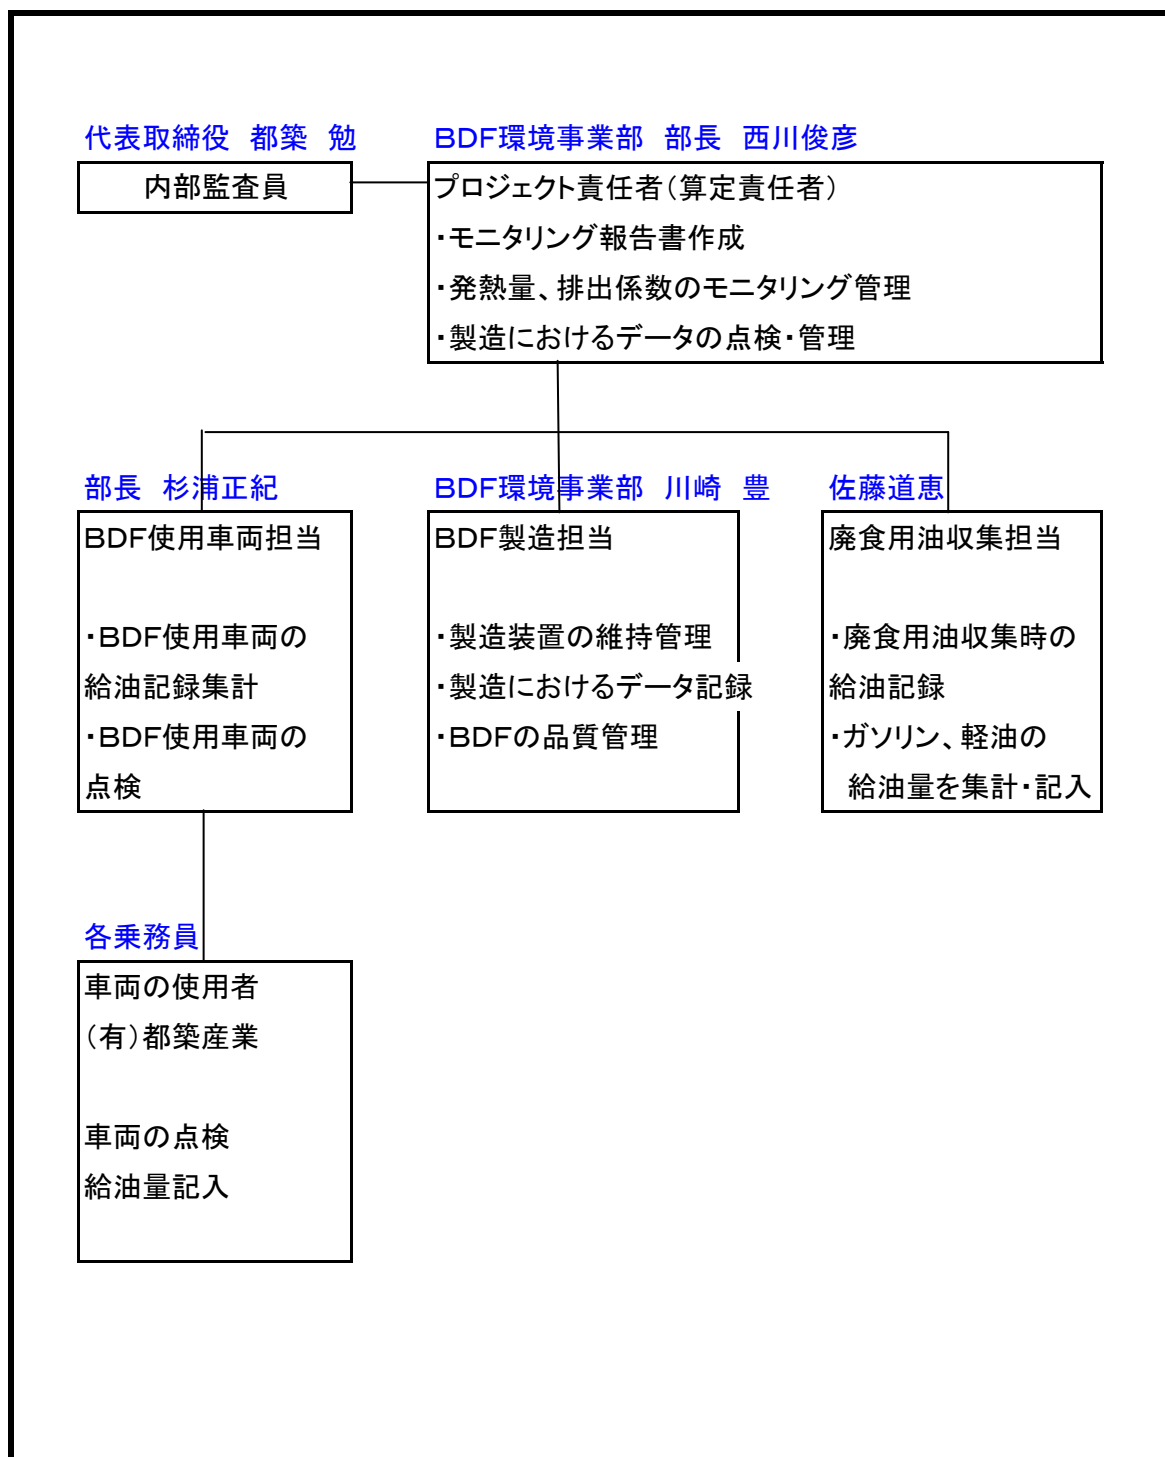 代表取締役　都築　勉
内部監査員
BDF環境事業部　部長　西川俊彦
プロジェクト責任者（算定責任者）
・モニタリング報告書作成
・発熱量、排出係数のモニタリング管理
・製造におけるデータの点検・管理
部長　杉浦正紀
BDF使用車両担当
・BDF使用車両の
給油記録集計
・BDF使用車両の
点検
BDF環境事業部　川崎　豊
BDF製造担当
・製造装置の維持管理
・製造におけるデータ記録
・BDFの品質管理
佐藤道恵
廃食用油収集担当
・廃食用油収集時の
給油記録
・ガソリン、軽油の
給油量を集計・記入
各乗務員
車両の使用者
（有）都築産業
車両の点検
給油量記入